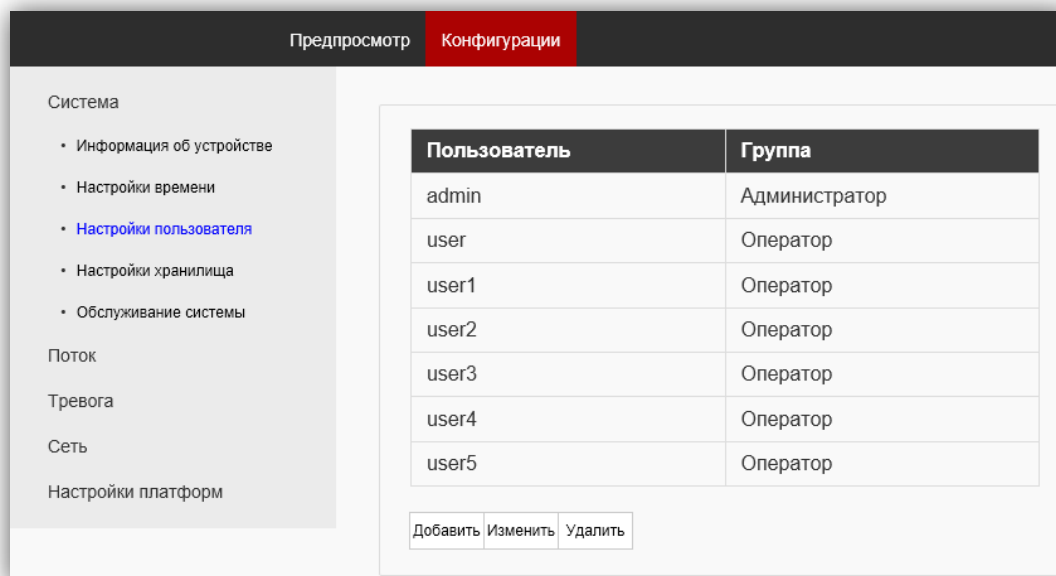 Предпросмотр Конфигурации
Система
• Информация об устройстве
• Настройки времени
• Настройки пользователя
• Настройки хранилища
• Обслуживание системы
Поток
Тревога
Сеть
Настройки платформ
Пользователь Группа
admin Администратор
user Оператор
user1 Оператор
user2 Оператор
user3 Оператор
user4 Оператор
user5 Оператор
Добавить Изменить Удалить